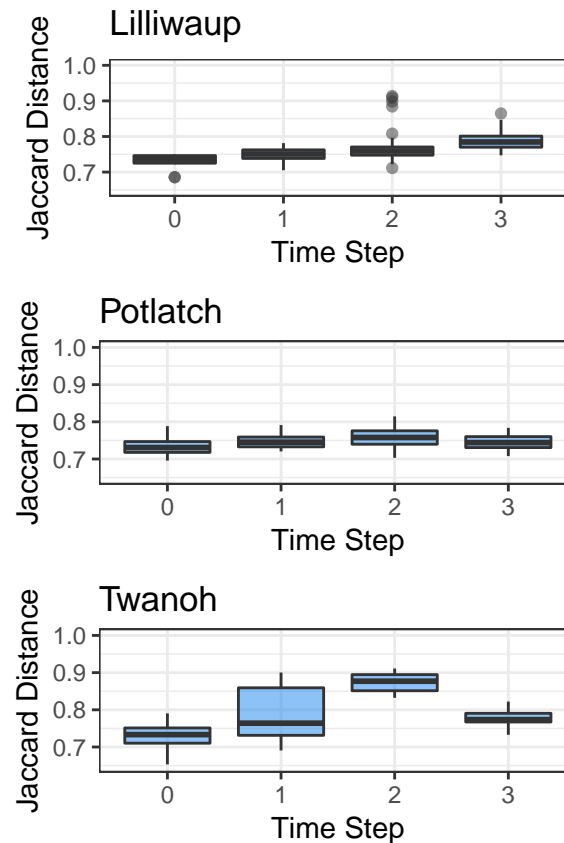 Lilliwaup
Jaccard Distance
1.0
0.9
0.8
0.7
0 1 2 3
Time Step
Potlatch
Jaccard Distance
1.0
0.9
0.8
0.7
0 1 2 3
Time Step
Twanoh
Jaccard Distance
1.0
0.9
0.8
0.7
0 1 2 3
Time Step